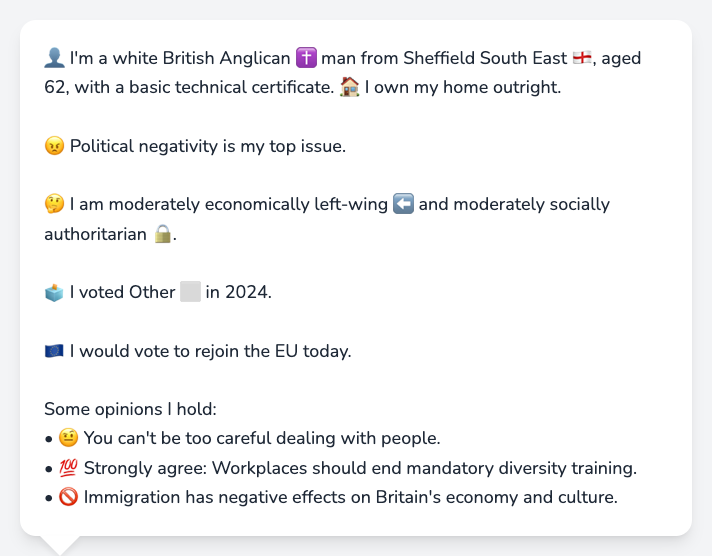 👤 I'm a white British Anglican ✝️ man from Sheffield South East 🏴󠁧󠁢󠁥󠁮󠁧󠁿, aged
62, with a basic technical certificate. 🏠 I own my home outright.
😠 Political negativity is my top issue.
🤔 I am moderately economically left-wing ⬅️ and moderately socially
authoritarian 🔒.
🗳️ I voted Other ⬜ in 2024.
🇪🇺 I would vote to rejoin the EU today.
Some opinions I hold:
• 🤨 You can't be too careful dealing with people.
• 💯 Strongly agree: Workplaces should end mandatory diversity training.
• 🚫 Immigration has negative effects on Britain's economy and culture.